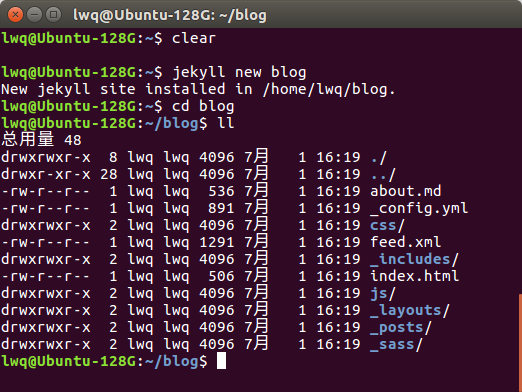 lwq@Ubuntu-128G: ~/blog
lwq@Ubuntu-128G:~$ clear
lwq@Ubuntu-128G:~$ jekyll new blog
New jekyll site installed in /home/lwq/blog.
lwq@Ubuntu-128G:~$ cd blog
lwq@Ubuntu-128G:~/blog$ ll
总用量 48
drwxrwxr-x  8 lwq lwq 4096 7月   1 16:19 ./
drwxr-xr-x 28 lwq lwq 4096 7月   1 16:19 ../
-rw-r--r--  1 lwq lwq  536 7月   1 16:19 about.md
-rw-r--r--  1 lwq lwq  891 7月   1 16:19 _config.yml
drwxrwxr-x  2 lwq lwq 4096 7月   1 16:19 css/
-rw-r--r--  1 lwq lwq 1291 7月   1 16:19 feed.xml
drwxrwxr-x  2 lwq lwq 4096 7月   1 16:19 _includes/
-rw-r--r--  1 lwq lwq  506 7月   1 16:19 index.html
drwxrwxr-x  2 lwq lwq 4096 7月   1 16:19 js/
drwxrwxr-x  2 lwq lwq 4096 7月   1 16:19 _layouts/
drwxrwxr-x  2 lwq lwq 4096 7月   1 16:19 _posts/
drwxrwxr-x  2 lwq lwq 4096 7月   1 16:19 _sass/
lwq@Ubuntu-128G:~/blog$